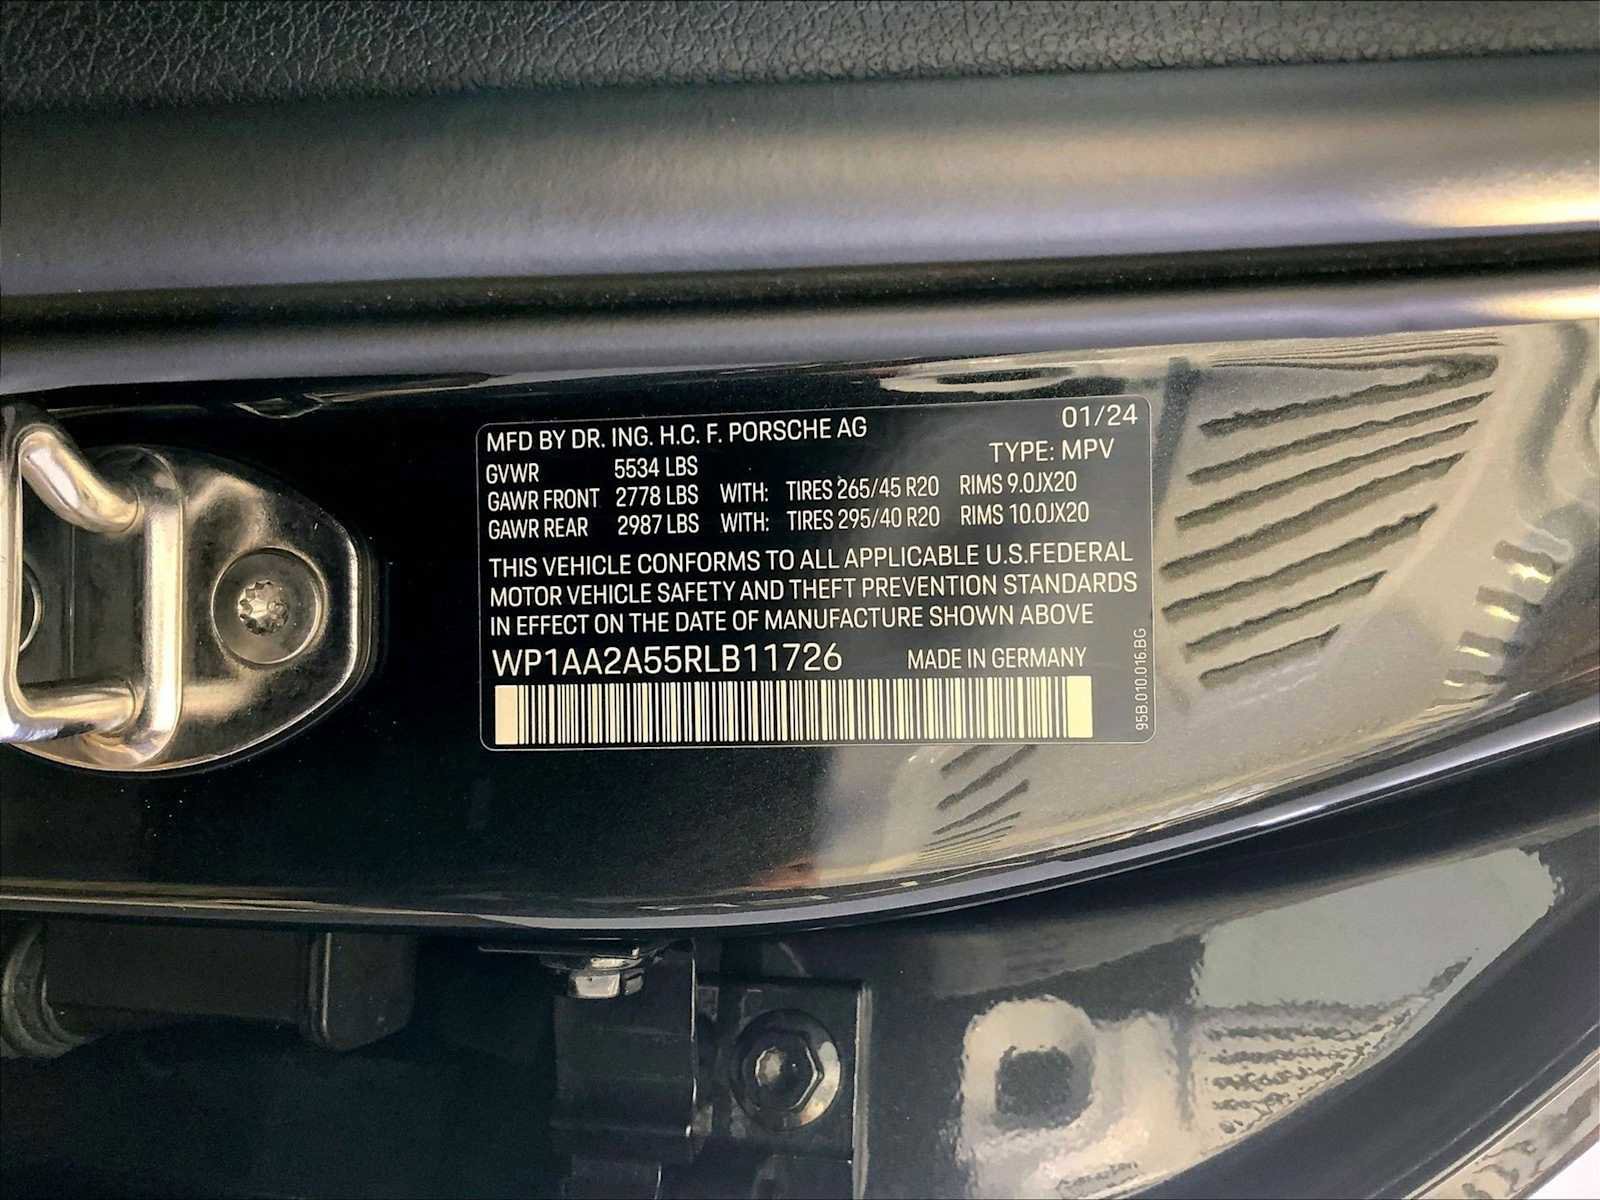 MFD BY DR. ING. H.C. F. PORSCHE AG 01/24
TYPE: MPV
GVWR 5534 LBS
GAWR FRONT 2778 LBS WITH: TIRES 265/45 R20 RIMS 9.0JX20
GAWR REAR 2987 LBS WITH: TIRES 295/40 R20 RIMS 10.0JX20
THIS VEHICLE CONFORMS TO ALL APPLICABLE U.S.FEDERAL
MOTOR VEHICLE SAFETY AND THEFT PREVENTION STANDARDS
IN EFFECT ON THE DATE OF MANUFACTURE SHOWN ABOVE
WP1AA2A55RLB11726 MADE IN GERMANY
95B.010.016.BG